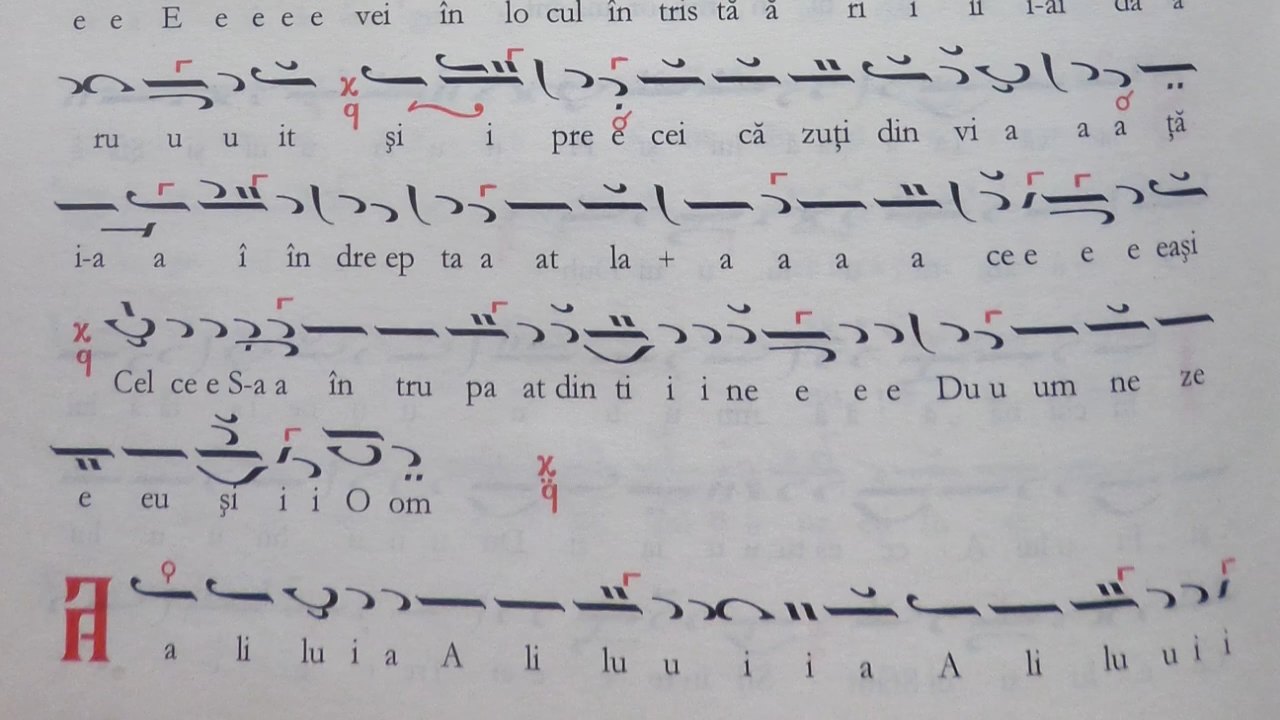 e e E e e e e vei în lo cul în tris tă ă ri i ii i-ai da a
ru u u it și i pre e cei că zuți din vi a a a ță
i-a a î în dre ep ta a at la + a a a a ce e e e eași
Cel ce e S-a a în tru pa at din ti i i ne e e e Du u um ne ze
e eu și i i O om
A a li lu i a A li lu u i i a A li lu u i i